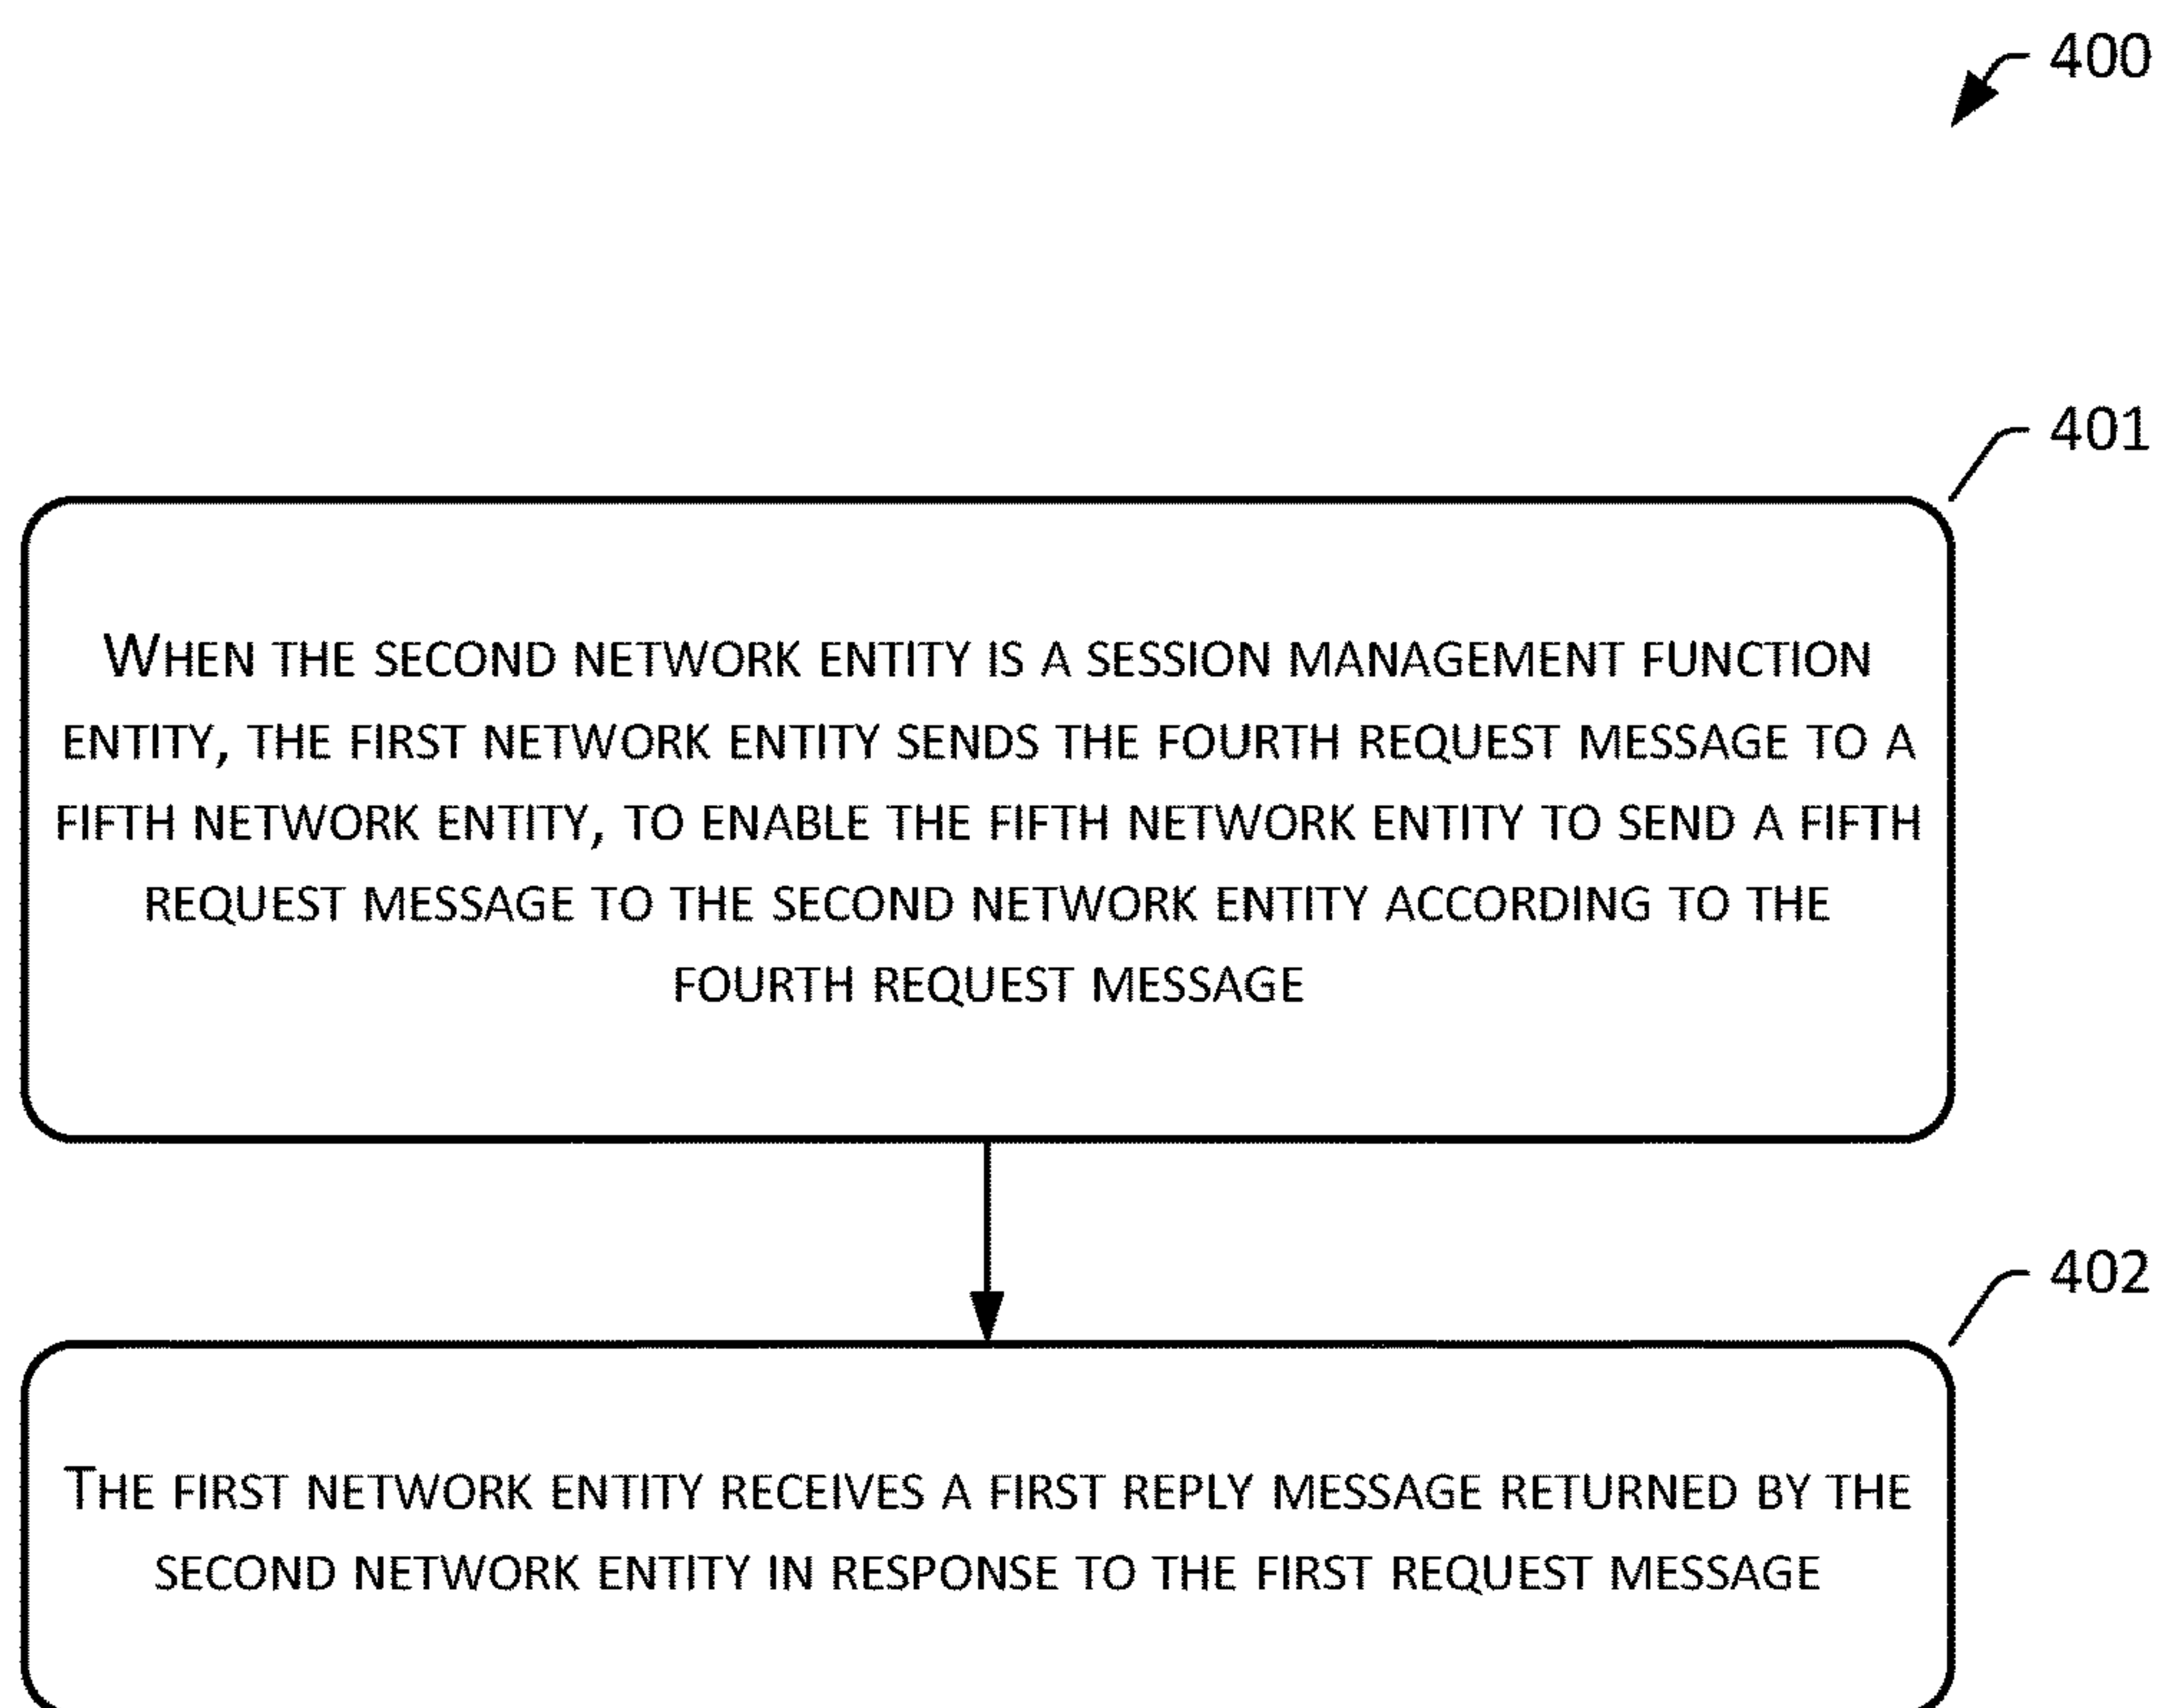 400
401
WHEN THE SECOND NETWORK ENTITY IS A SESSION MANAGEMENT FUNCTION
ENTITY, THE FIRST NETWORK ENTITY SENDS THE FOURTH REQUEST MESSAGE TO A
FIFTH NETWORK ENTITY, TO ENABLE THE FIFTH NETWORK ENTITY TO SEND A FIFTH
REQUEST MESSAGE TO THE SECOND NETWORK ENTITY ACCORDING TO THE
FOURTH REQUEST MESSAGE
402
THE FIRST NETWORK ENTITY RECEIVES A FIRST REPLY MESSAGE RETURNED BY THE
SECOND NETWORK ENTITY IN RESPONSE TO THE FIRST REQUEST MESSAGE